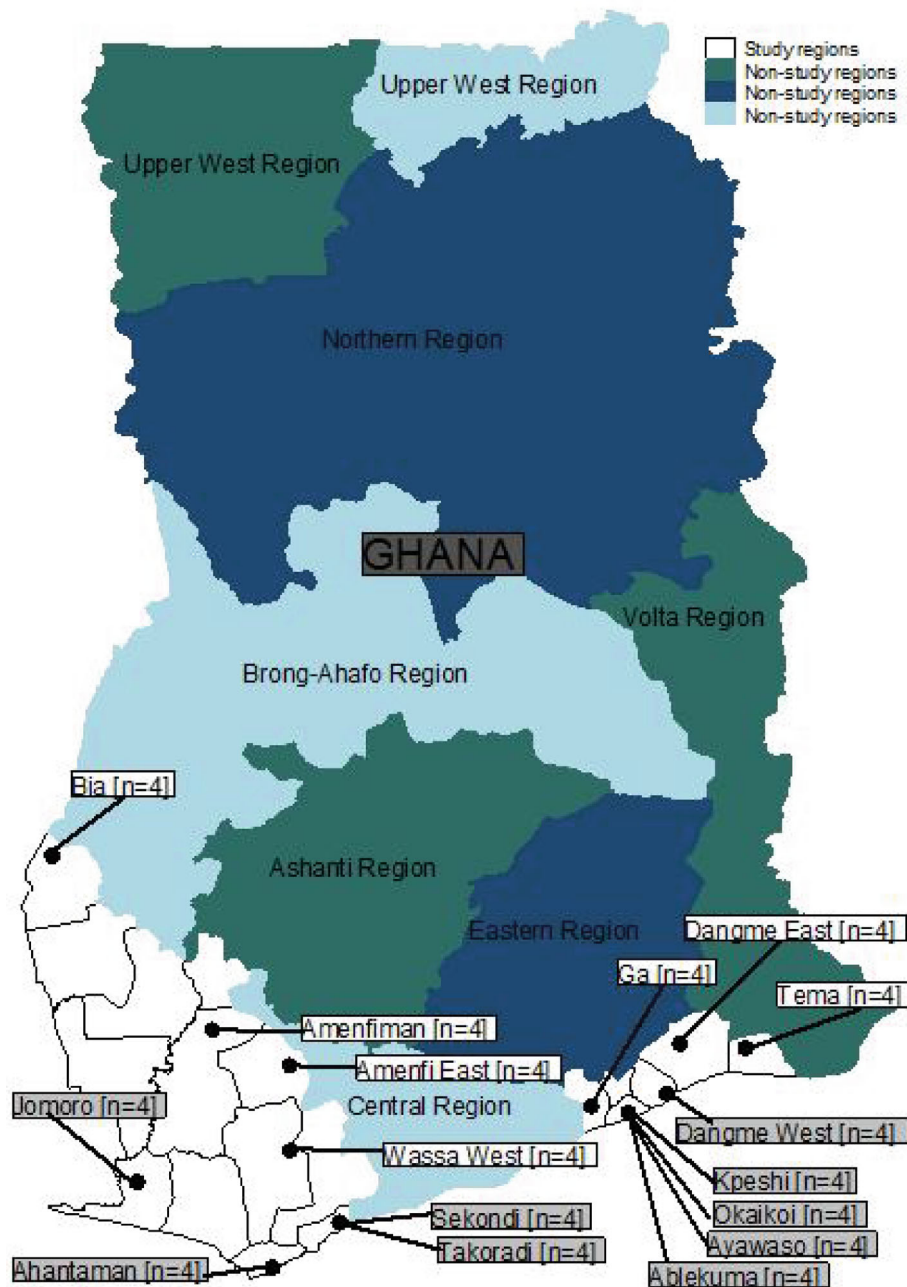 Study regions
Non-study regions
Non-study regions
Non-study regions
Upper West Region
Upper West Region
Northern Region
GHANA
Volta Region
Brong-Ahafo Region
Bia [n=4]
Ashanti Region
Eastern Region
Dangme East [n=4]
Ga [n=4]
Tema [n=4]
Amenfiman [n=4]
Amenfi East [n=4]
Jomoro [n=4]
Central Region
Dangme West [n=4]
Wassa West [n=4]
Kpeshi [n=4]
Sekondi [n=4]
Okaikoi [n=4]
Takoradi [n=4]
Ayawaso [n=4]
Ahantaman [n=4]
Ablekuma [n=4]